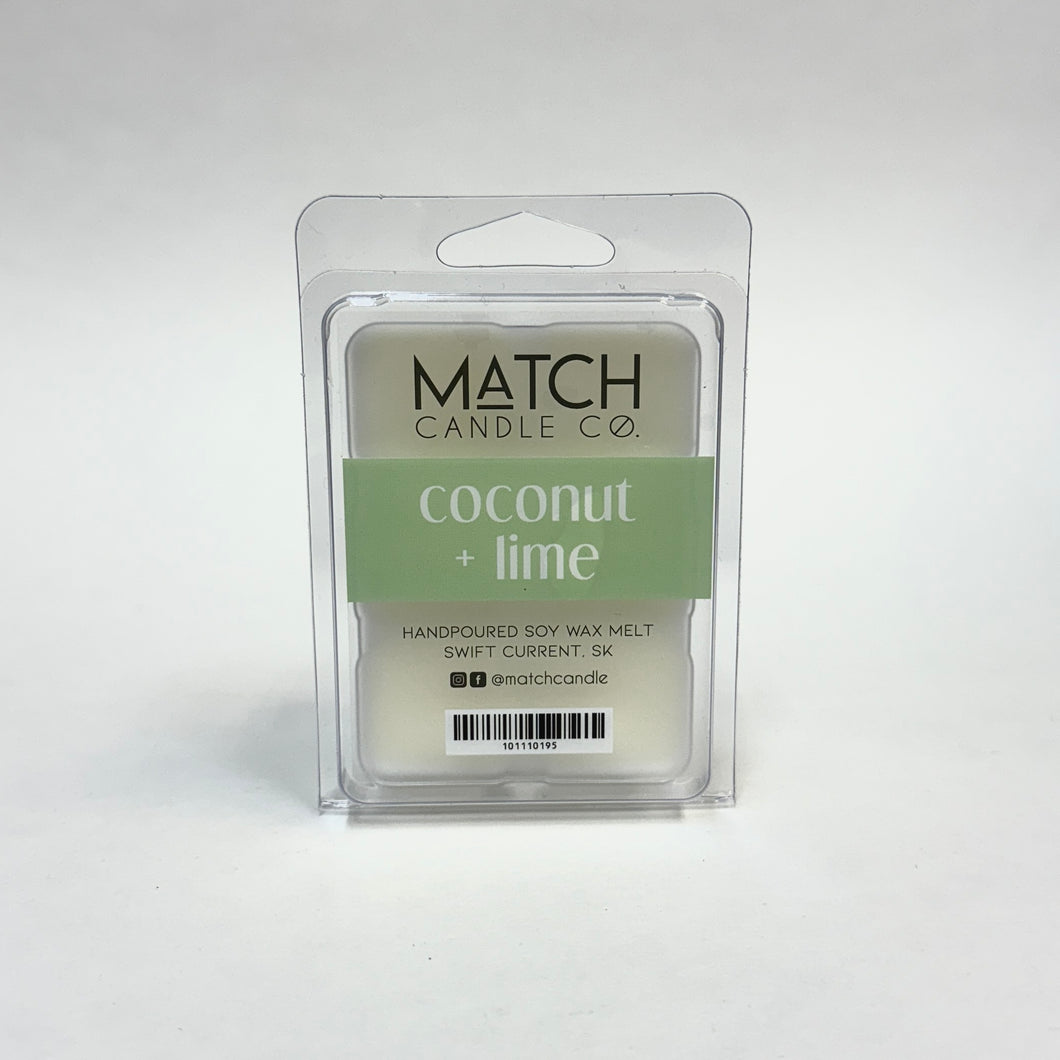 MATCH
CANDLE CO.
coconut
+ lime
HANDPOURED SOY WAX MELT
SWIFT CURRENT, SK
@matchcandle
101110195